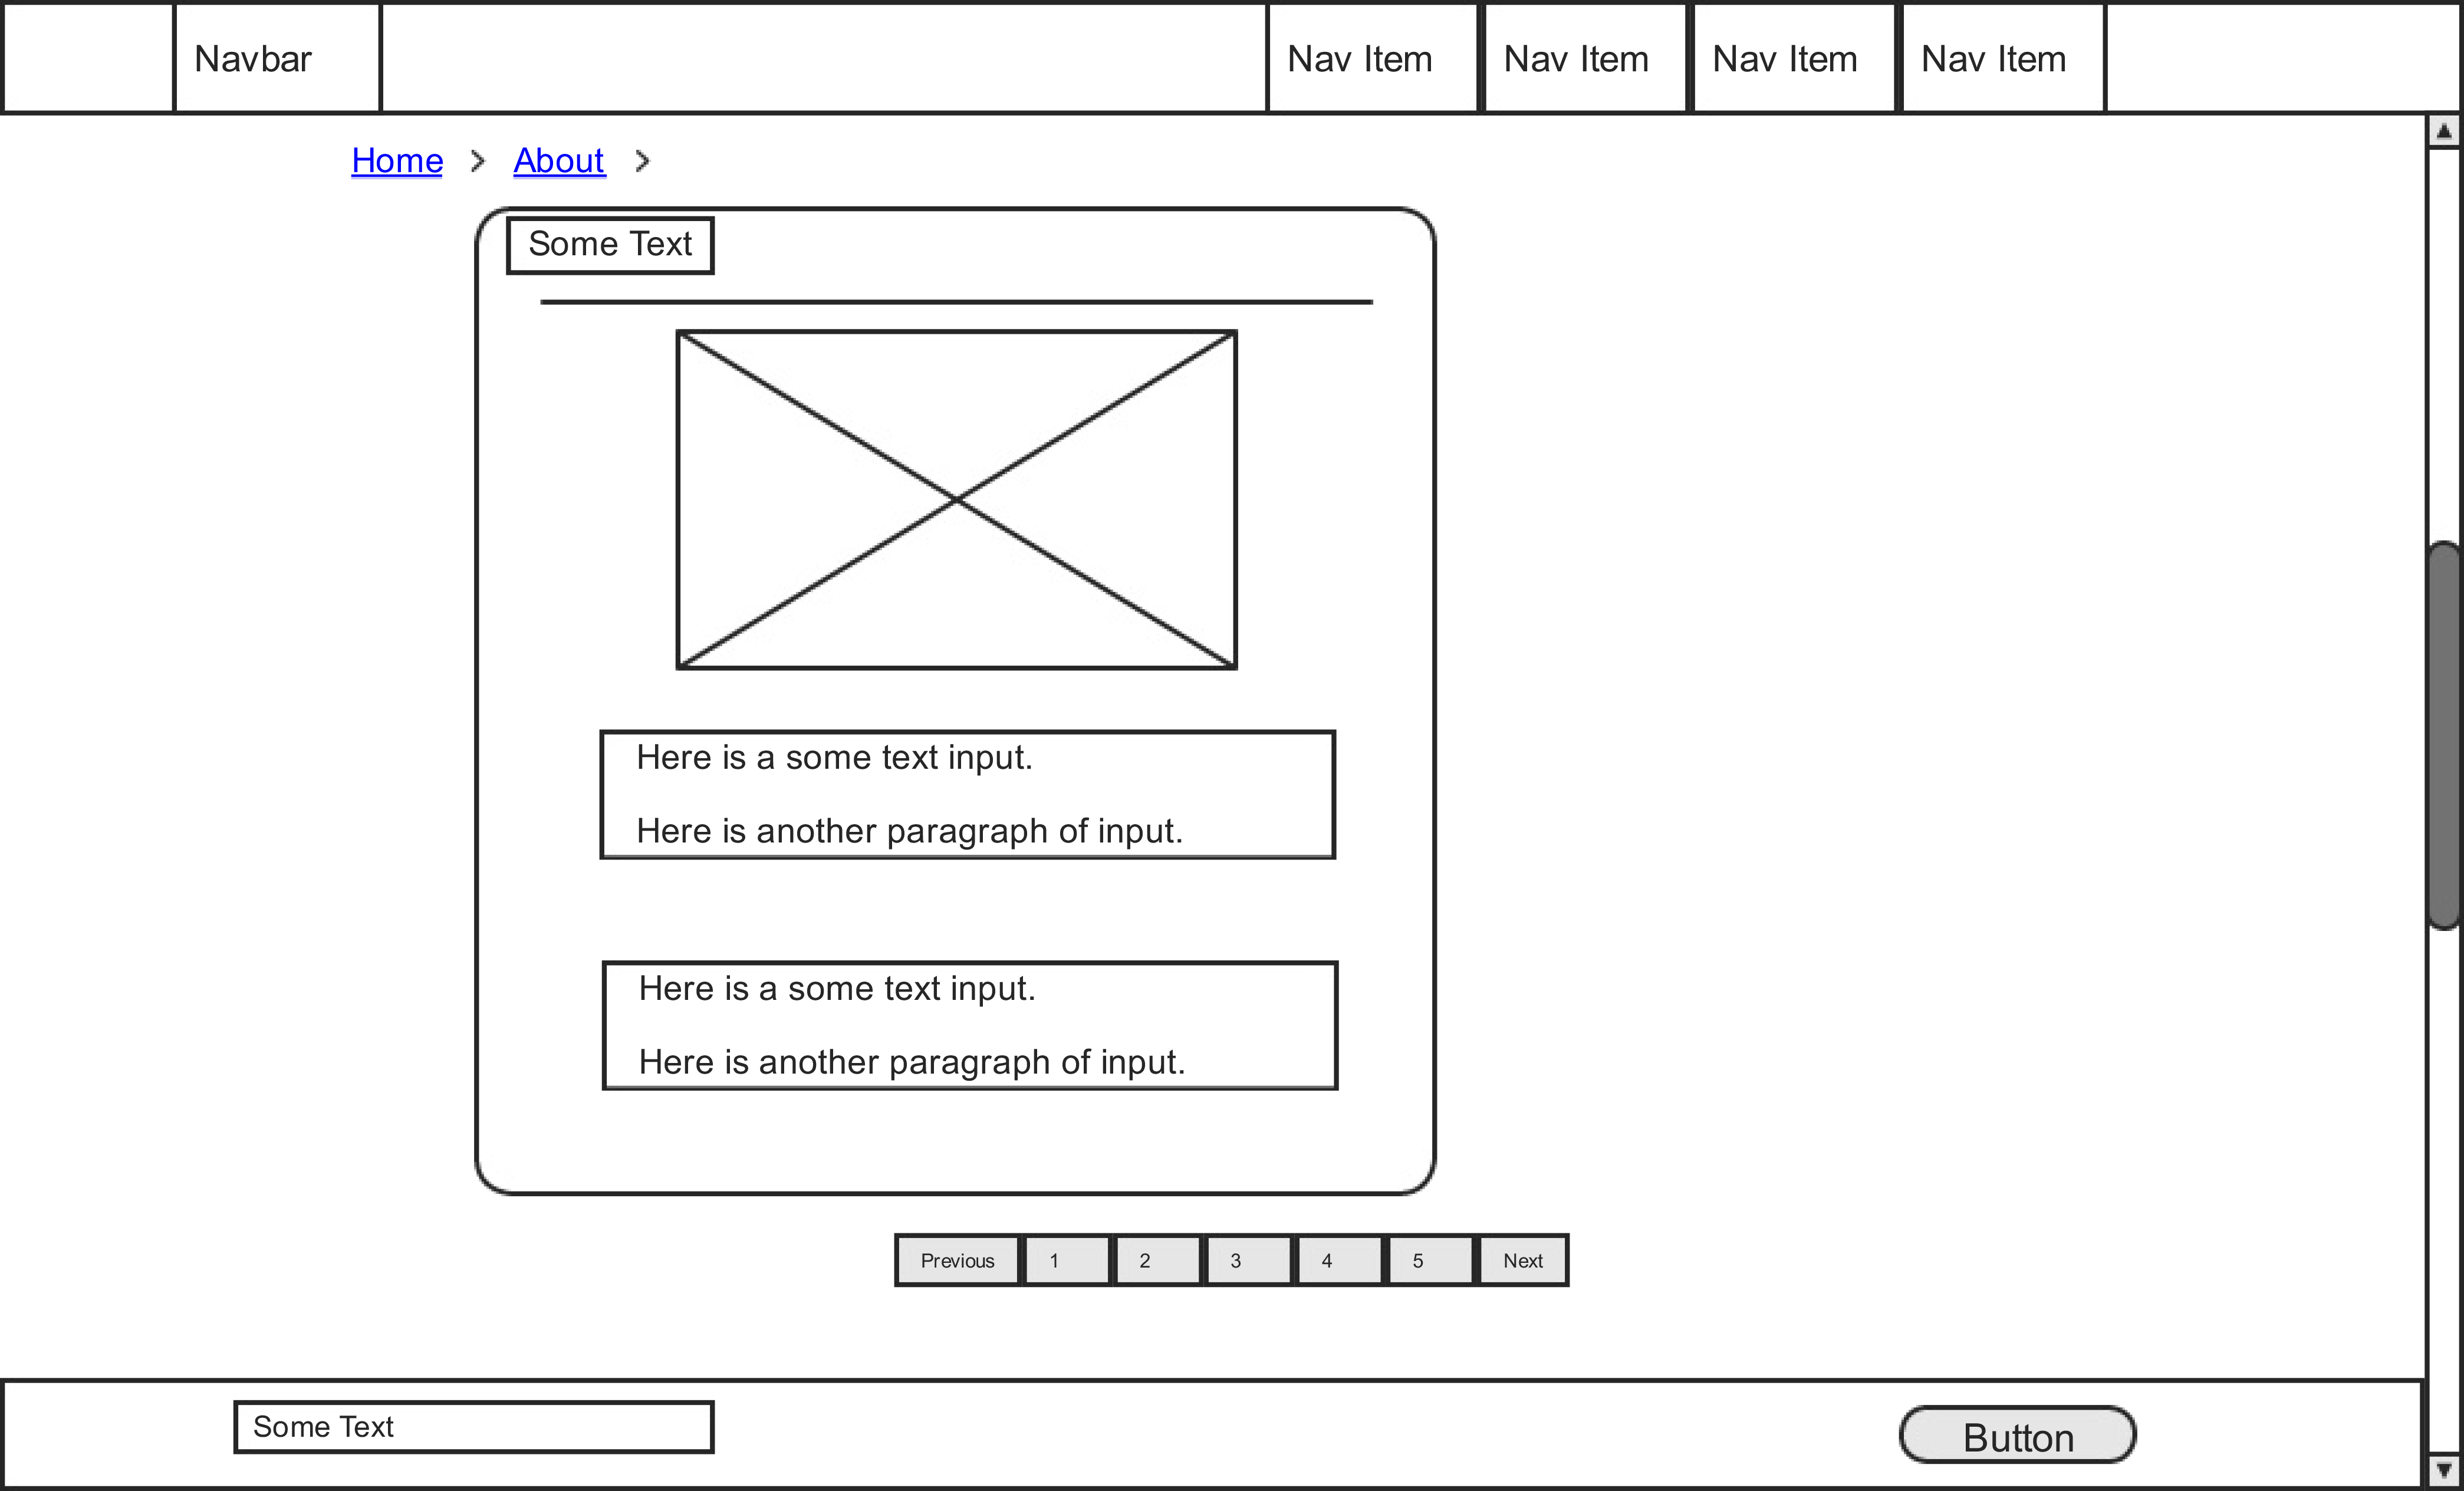 Navbar Nav Item Nav Item Nav Item Nav Item
Home > About >
Some Text
Here is a some text input.
Here is another paragraph of input.
Here is a some text input.
Here is another paragraph of input.
Previous 1 2 3 4 5 Next
Some Text Button